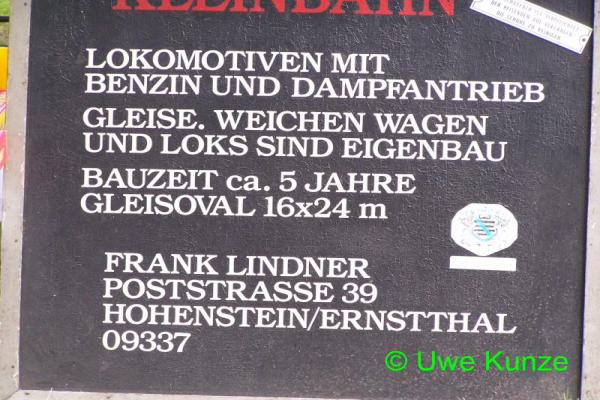 KLEINBAHN
LOKOMOTIVEN MIT
BENZIN UND DAMPFANTRIEB
GLEISE. WEICHEN WAGEN
UND LOKS SIND EIGENBAU
BAUZEIT ca. 5 JAHRE
GLEISOVAL 16x24 m
FRANK LINDNER
POSTSTRASSE 39
HOHENSTEIN/ERNSTTHAL
09337
© Uwe Kunze